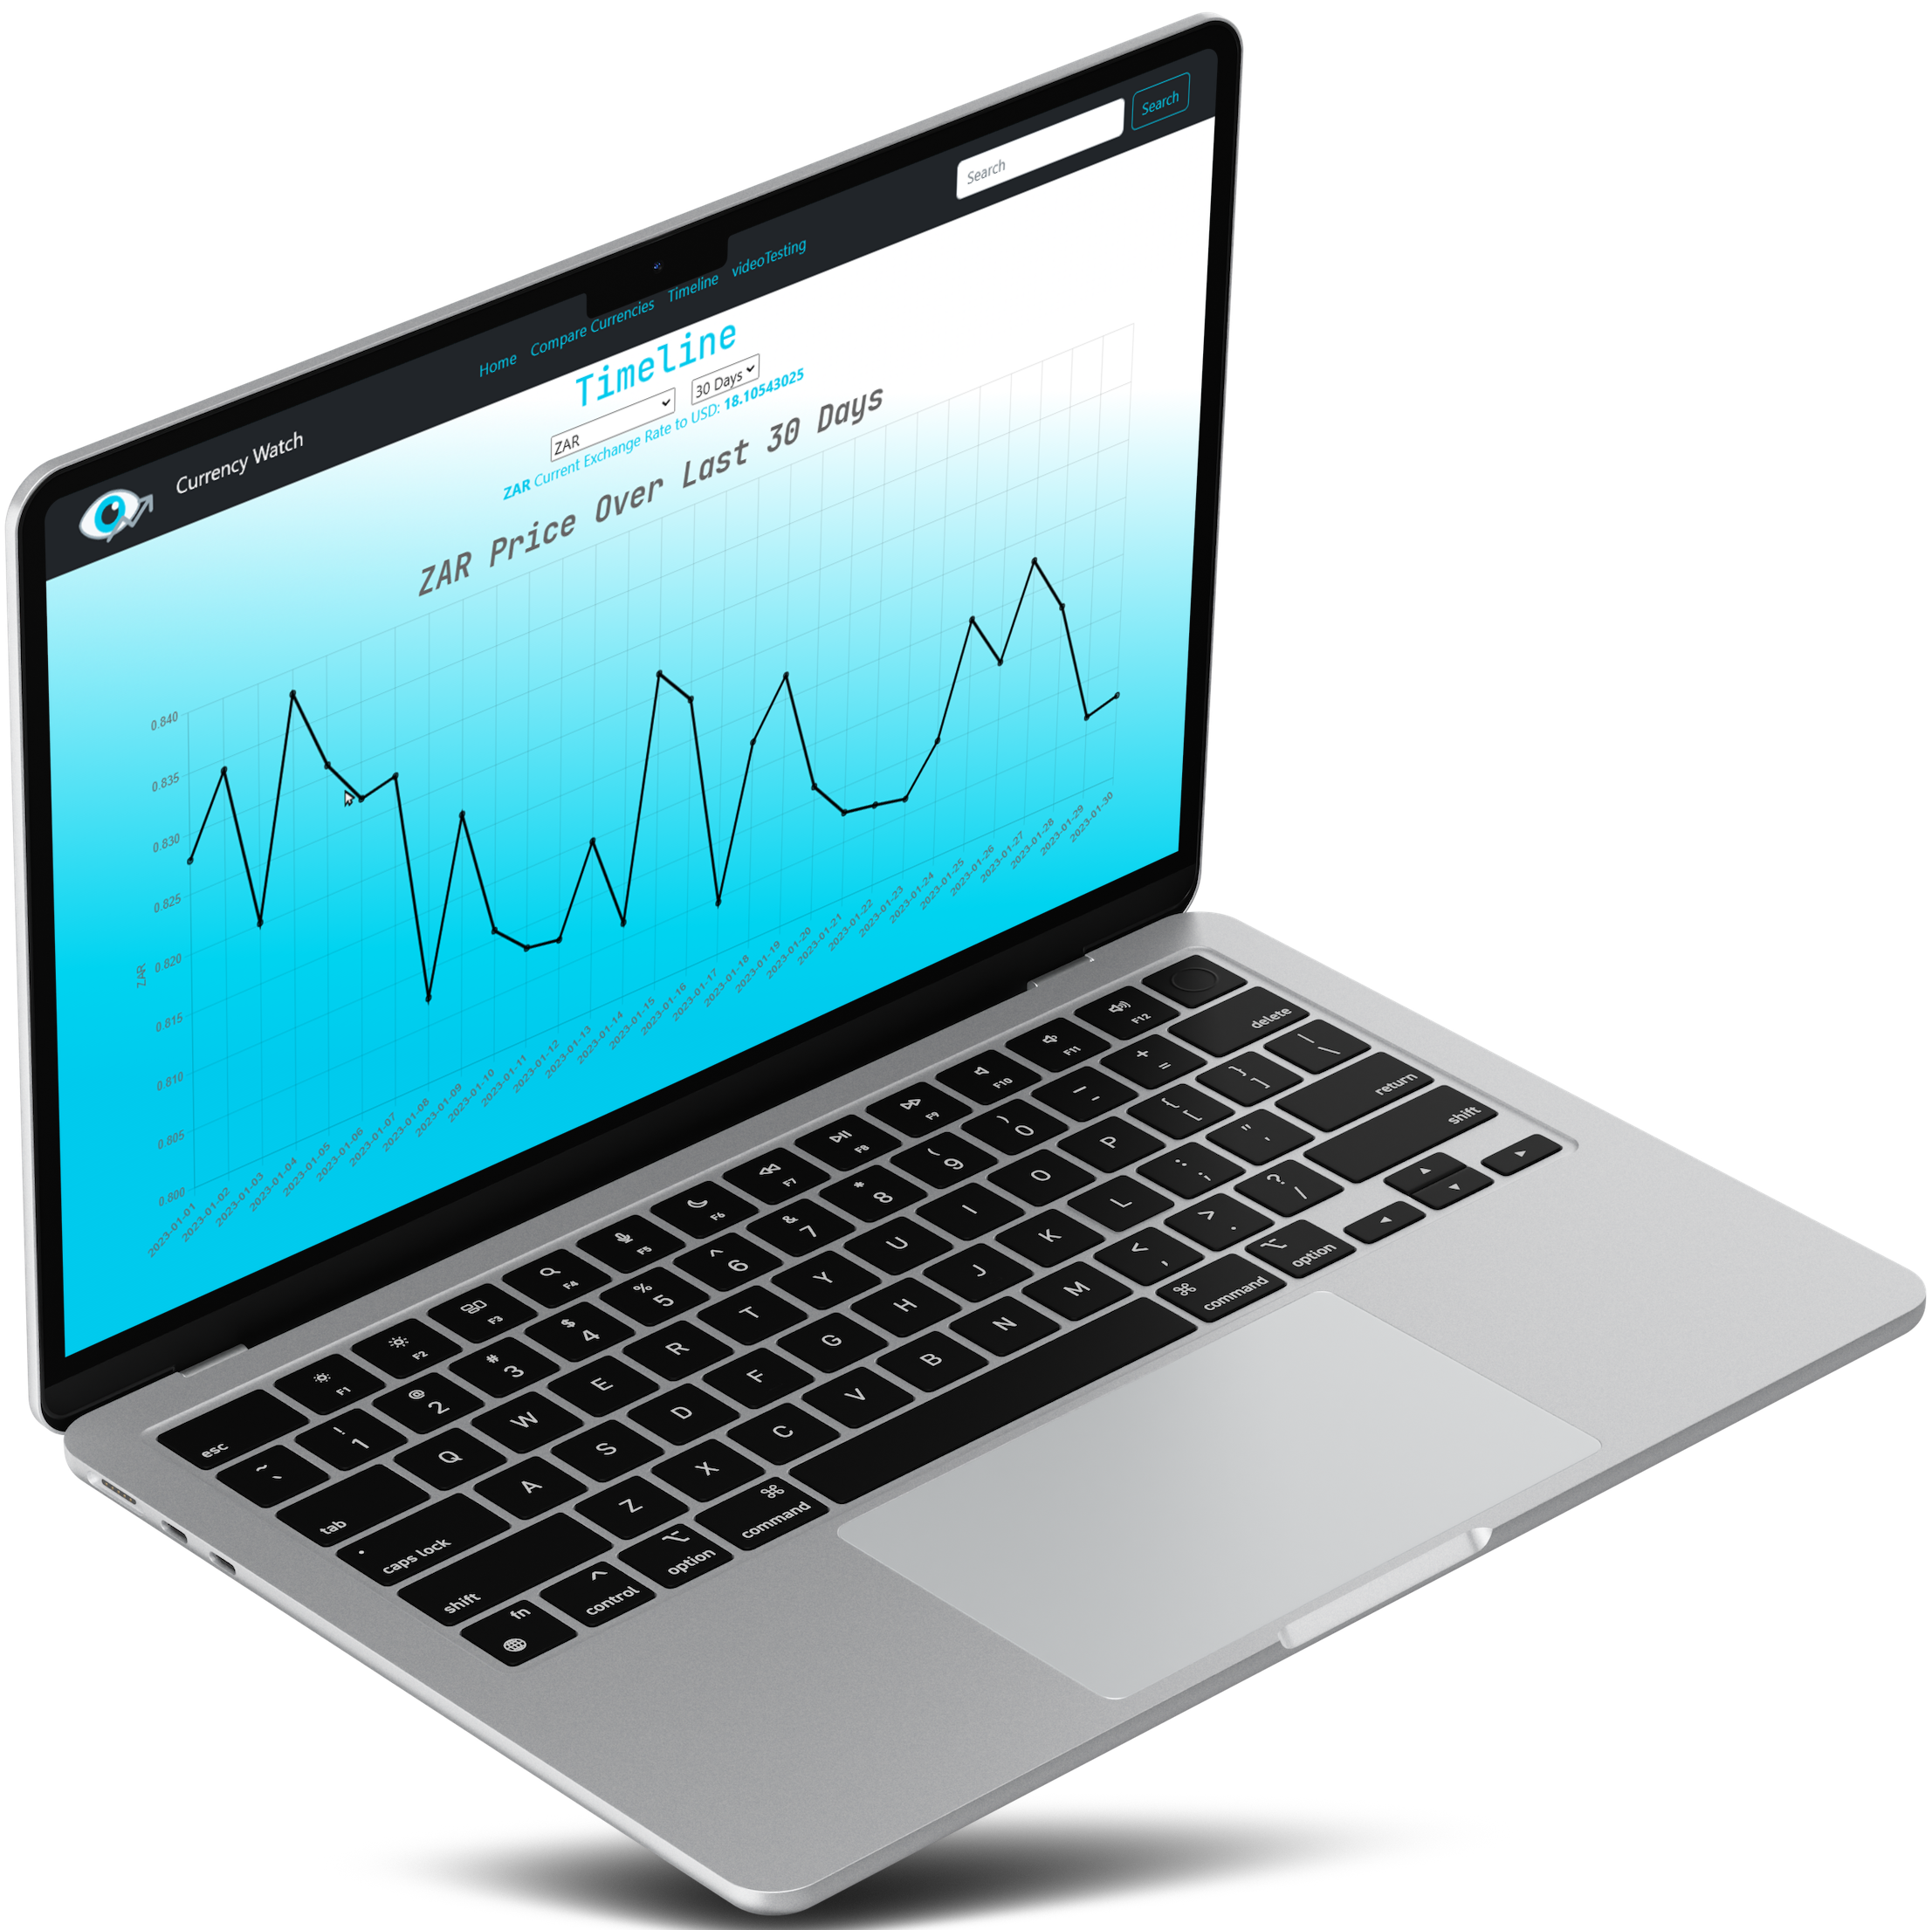 Currency Watch
Home Compare Currencies Timeline videoTesting
Search Search
Timeline
ZAR 30 Days
ZAR Current Exchange Rate to USD: 18.10543025
ZAR Price Over Last 30 Days
0.840
0.835
0.830
0.825
0.820
0.815
0.810
0.805
0.800
ZAR
2023-01-01
2023-01-02
2023-01-03
2023-01-04
2023-01-05
2023-01-06
2023-01-07
2023-01-08
2023-01-09
2023-01-10
2023-01-11
2023-01-12
2023-01-13
2023-01-14
2023-01-15
2023-01-16
2023-01-17
2023-01-18
2023-01-19
2023-01-20
2023-01-21
2023-01-22
2023-01-23
2023-01-24
2023-01-25
2023-01-26
2023-01-27
2023-01-28
2023-01-29
2023-01-30
esc F1 F2 F3 F4 F5 F6 F7 F8 F9 F10 F11 F12
~ ` ! 1 @ 2 # 3 $ 4 % 5 ^ 6 & 7 * 8 ( 9 ) 0 _ - + = delete
tab Q W E R T Y U I O P { [ } ] | \
caps lock A S D F G H J K L : ; " ' return
shift Z X C V B N M < , > . ? / shift
fn control option command command option